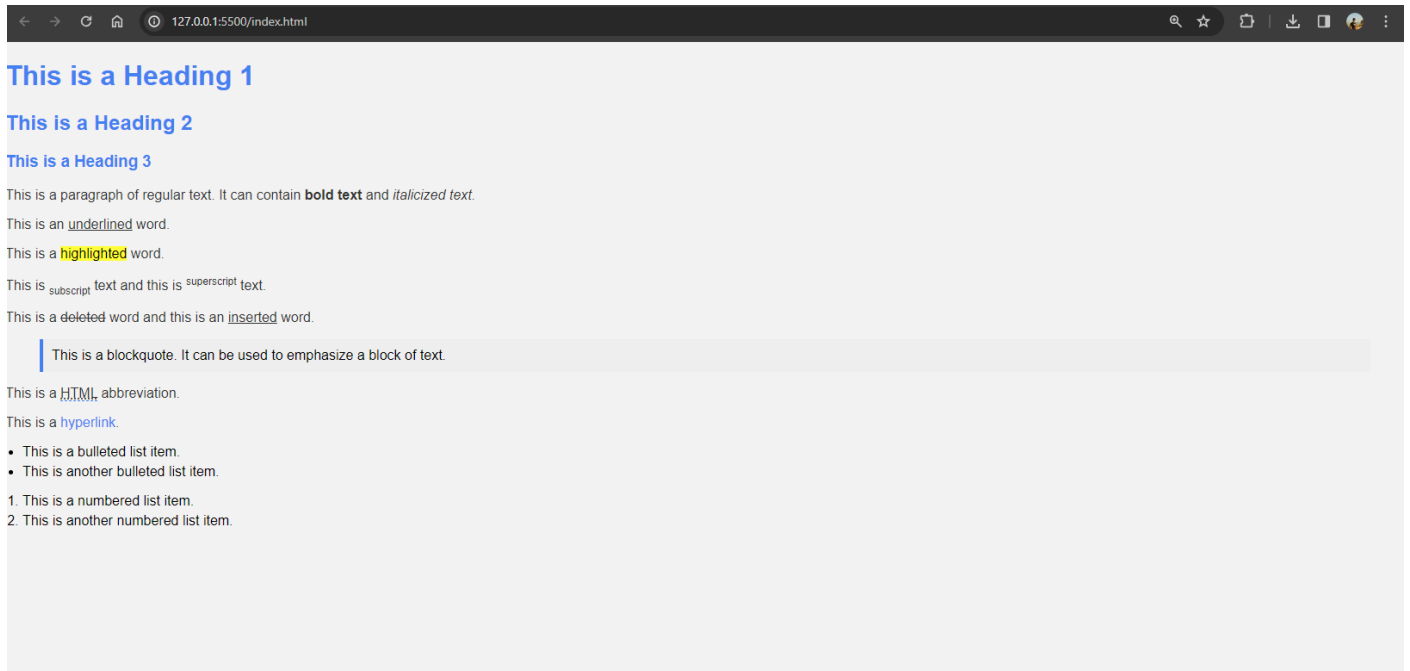 127.0.0.1:5500/index.html
This is a Heading 1
This is a Heading 2
This is a Heading 3
This is a paragraph of regular text. It can contain bold text and italicized text.
This is an underlined word.
This is a highlighted word.
This is subscript text and this is superscript text.
This is a deleted word and this is an inserted word.
This is a blockquote. It can be used to emphasize a block of text.
This is a HTML abbreviation.
This is a hyperlink.
• This is a bulleted list item.
• This is another bulleted list item.
1. This is a numbered list item.
2. This is another numbered list item.